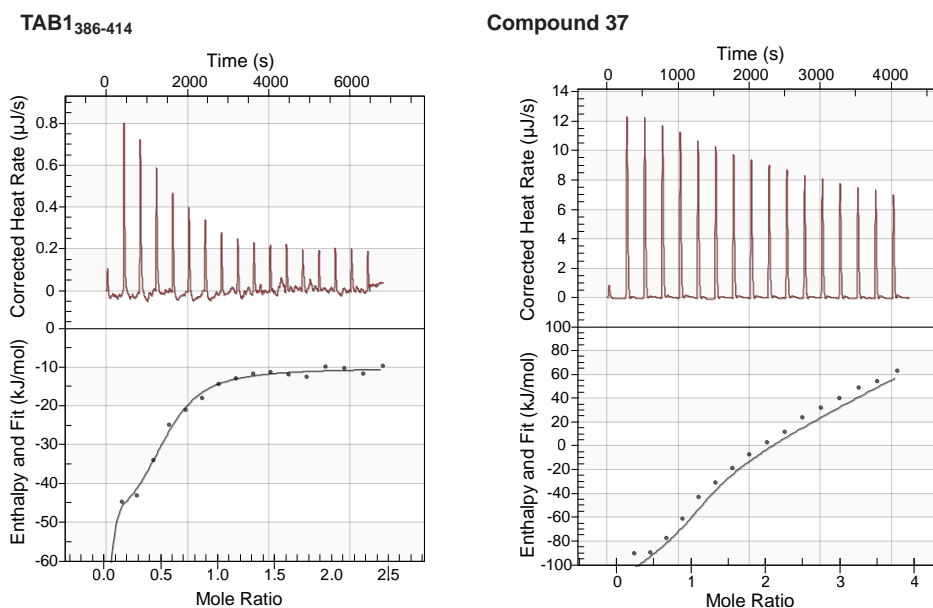 TAB1386-414
Time (s)
0 2000 4000 6000
Corrected Heat Rate (µJ/s)
0.8
0.6
0.4
0.2
0
0
-10
-20
-30
-40
-50
-60
Enthalpy and Fit (kJ/mol)
0.0 0.5 1.0 1.5 2.0 2.5
Mole Ratio
Compound 37
Time (s)
0 1000 2000 3000 4000
Corrected Heat Rate (µJ/s)
14
12
10
8
6
4
2
0
100
80
60
40
20
0
-20
-40
-60
-80
-100
Enthalpy and Fit (kJ/mol)
0 1 2 3 4
Mole Ratio